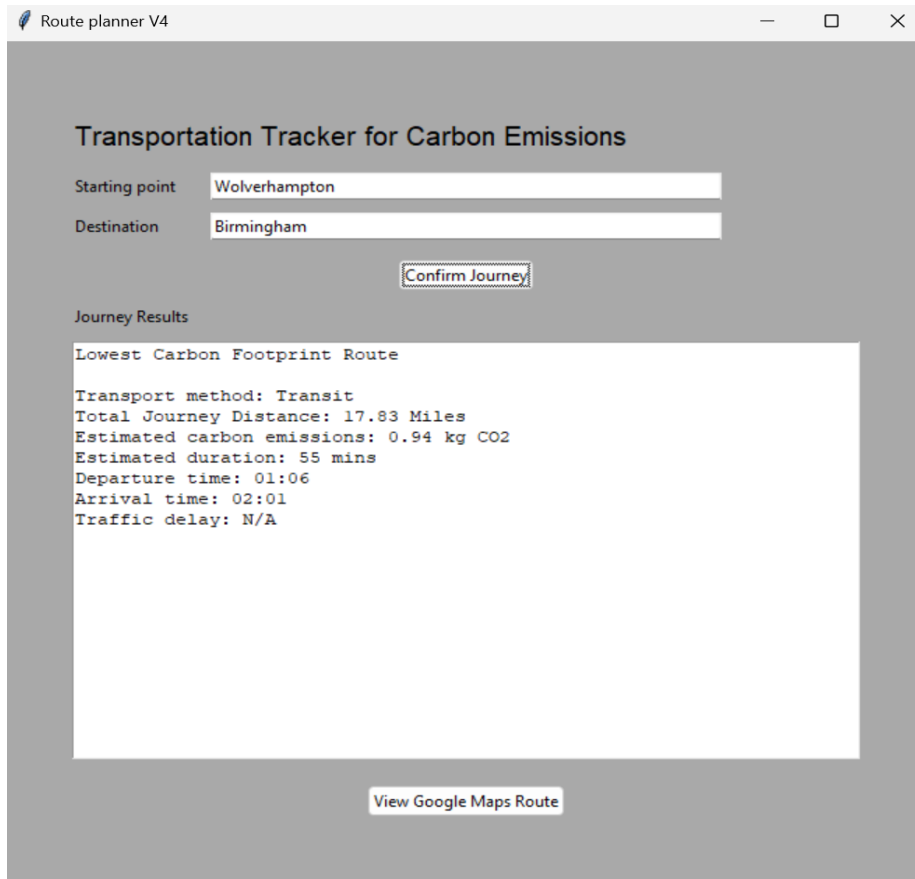 Route planner V4
Transportation Tracker for Carbon Emissions
Starting point Wolverhampton
Destination Birmingham
Confirm Journey
Journey Results
Lowest Carbon Footprint Route
Transport method: Transit
Total Journey Distance: 17.83 Miles
Estimated carbon emissions: 0.94 kg CO2
Estimated duration: 55 mins
Departure time: 01:06
Arrival time: 02:01
Traffic delay: N/A
View Google Maps Route